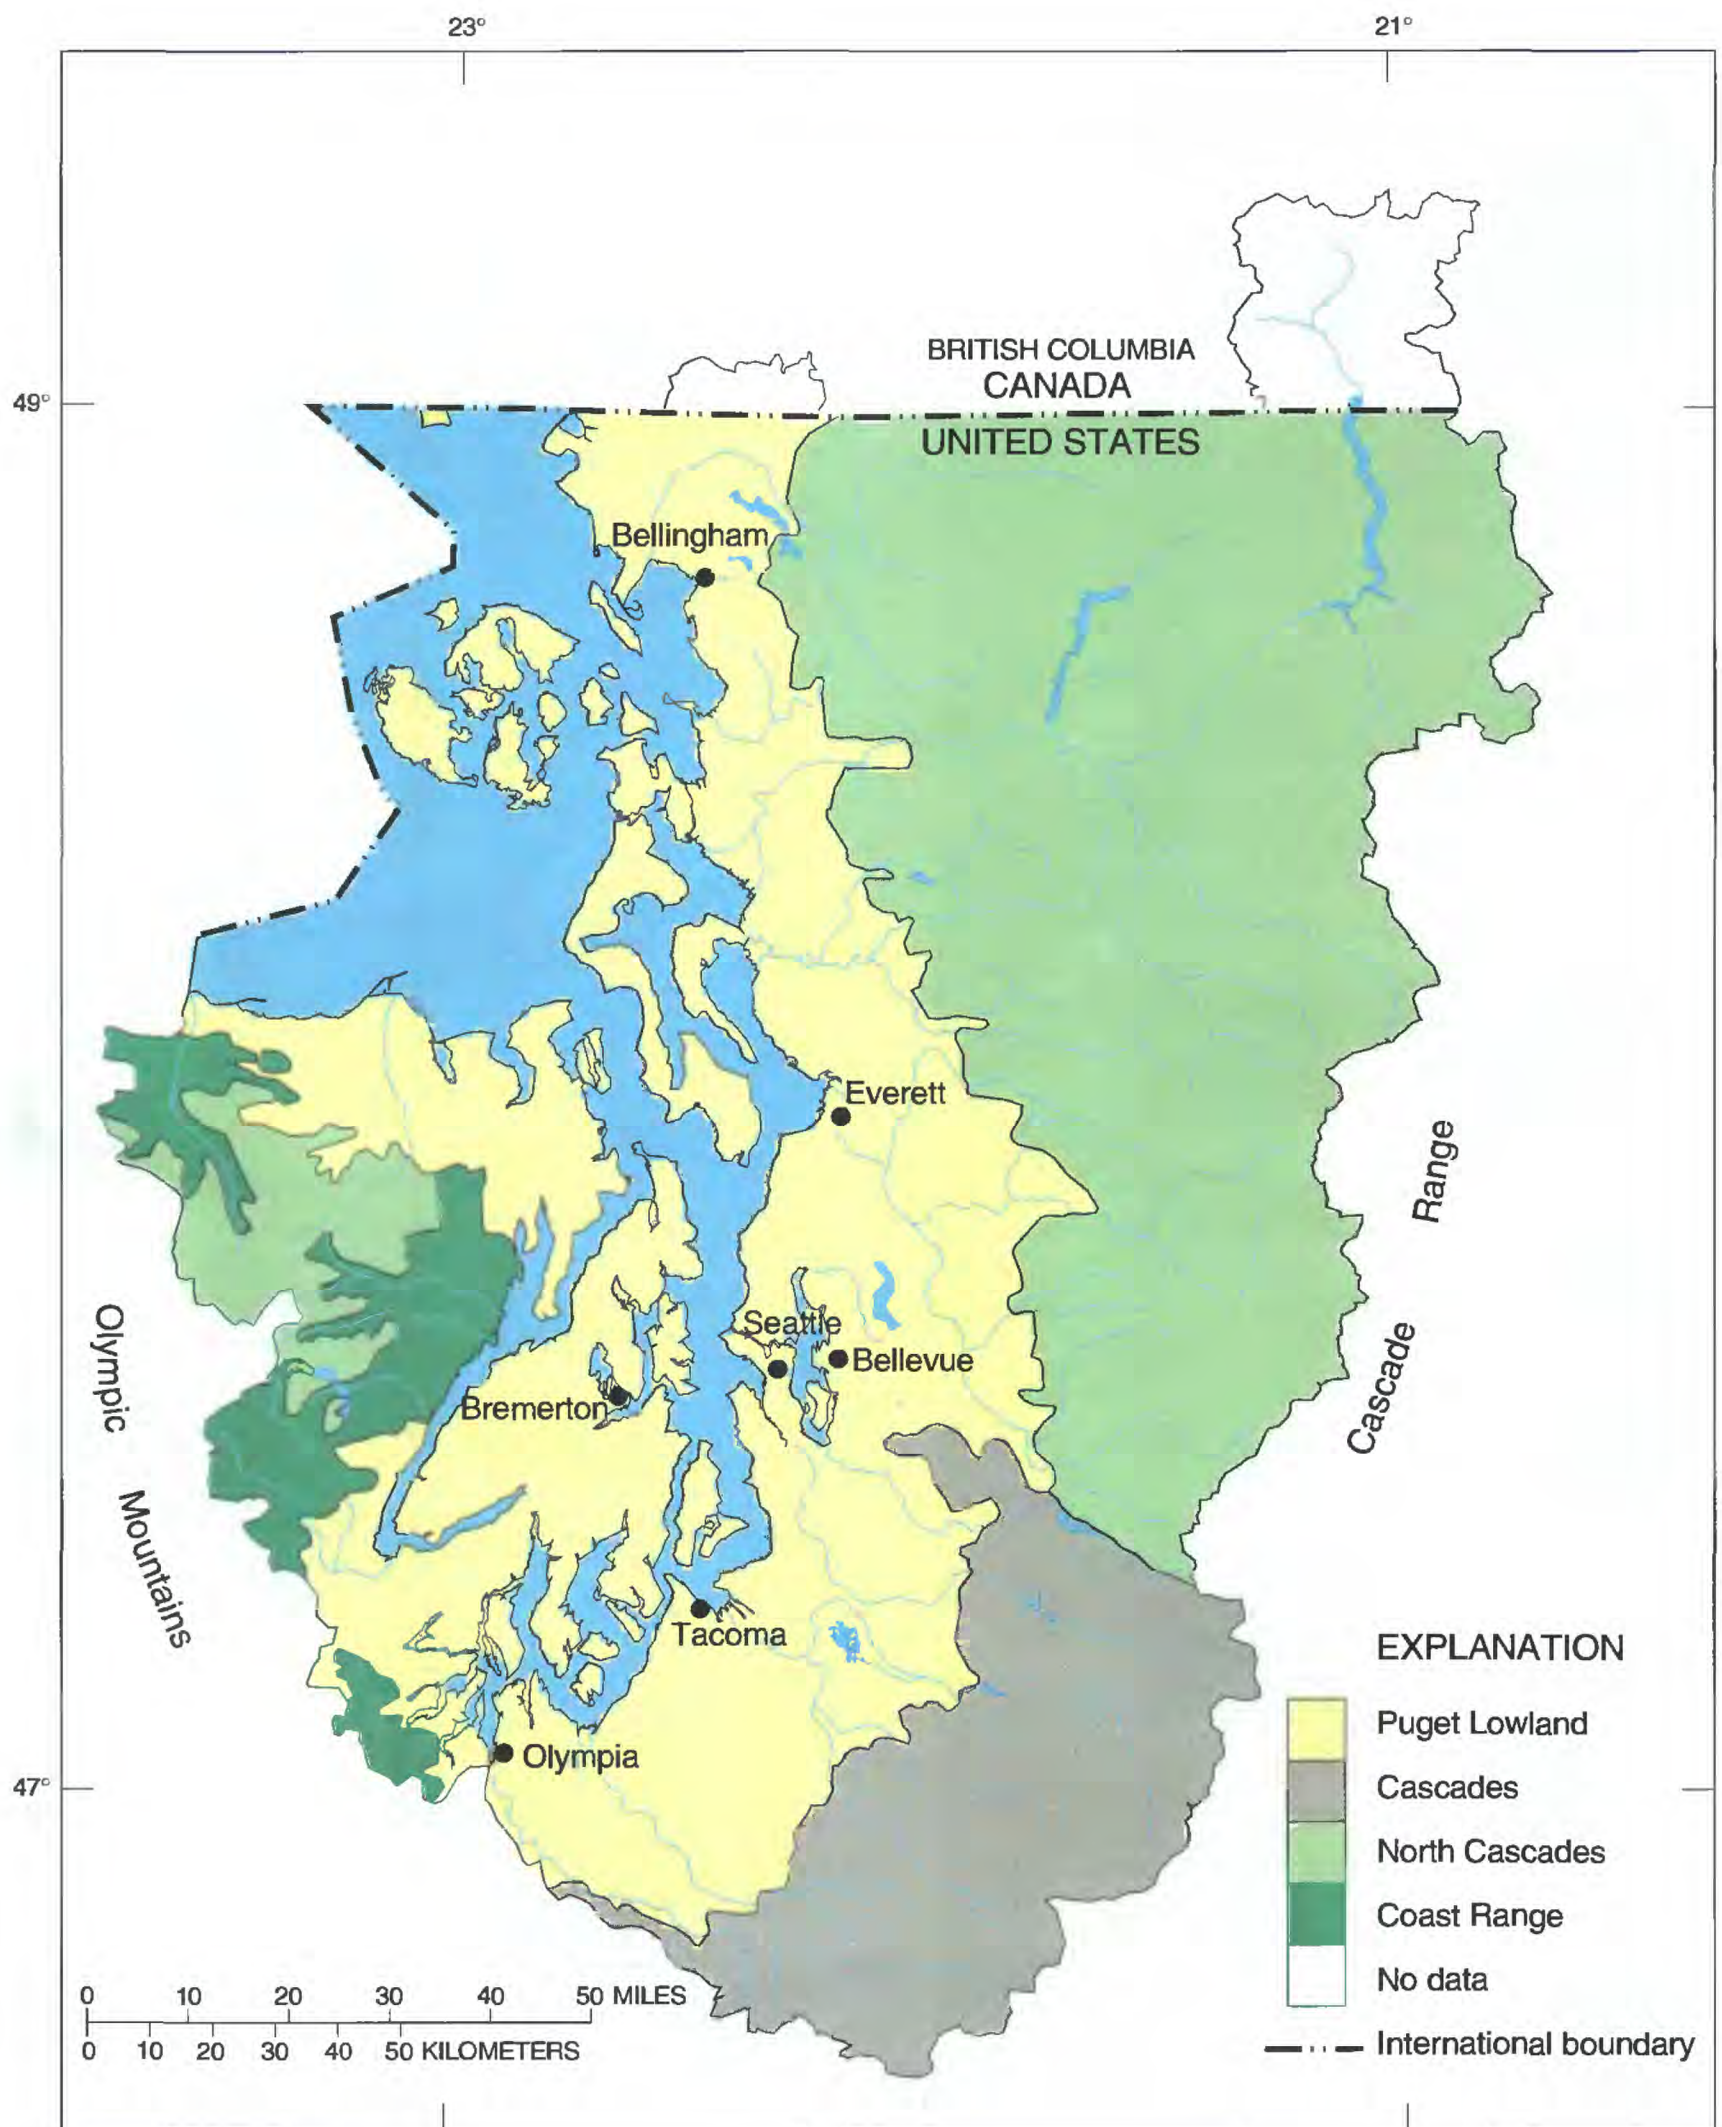 23°
21°
49°
BRITISH COLUMBIA
CANADA
UNITED STATES
Bellingham
Everett
Range
Cascade
Seattle
Bellevue
Bremerton
Olympic
Mountains
Tacoma
Olympia
47°
EXPLANATION
Puget Lowland
Cascades
North Cascades
Coast Range
No data
International boundary
0 10 20 30 40 50 MILES
0 10 20 30 40 50 KILOMETERS